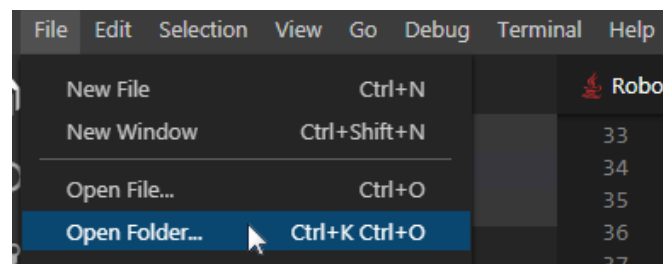 File Edit Selection View Go Debug Terminal Help
New File Ctrl+N
New Window Ctrl+Shift+N
Open File... Ctrl+O
Open Folder... Ctrl+K Ctrl+O
Robo
33
34
35
36
37